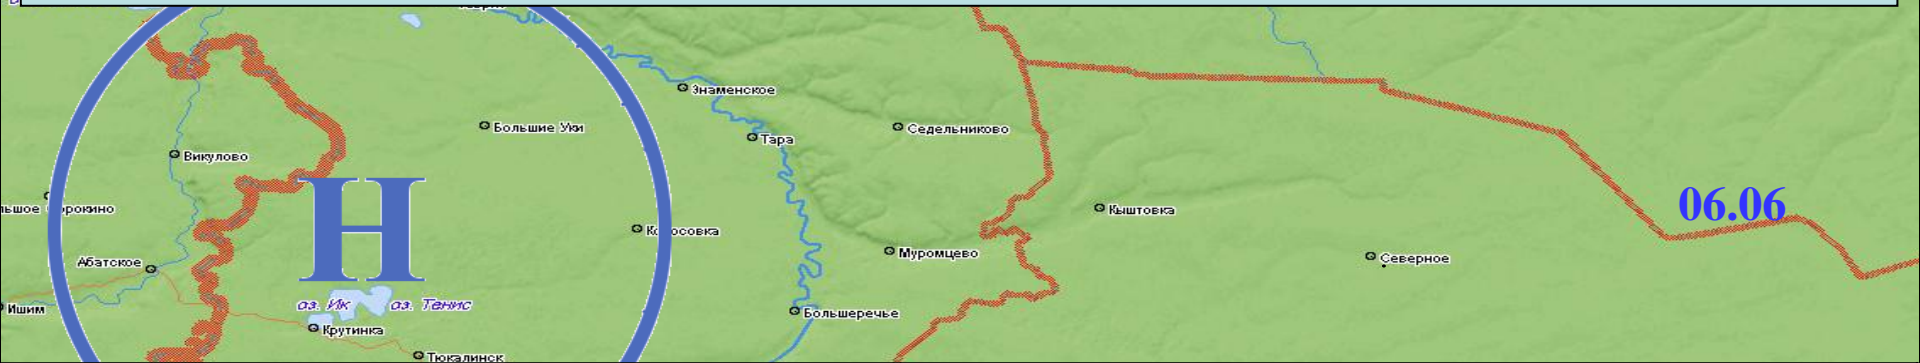 Знаменское
Большие Уки
Седельниково
Тара
Викулово
06.06
Н
Кыштовка
Абатское
Муромцево
Северное
оз. Ик
оз. Тенис
Ишим
Большеречье
Крутинка
Тюкалинск